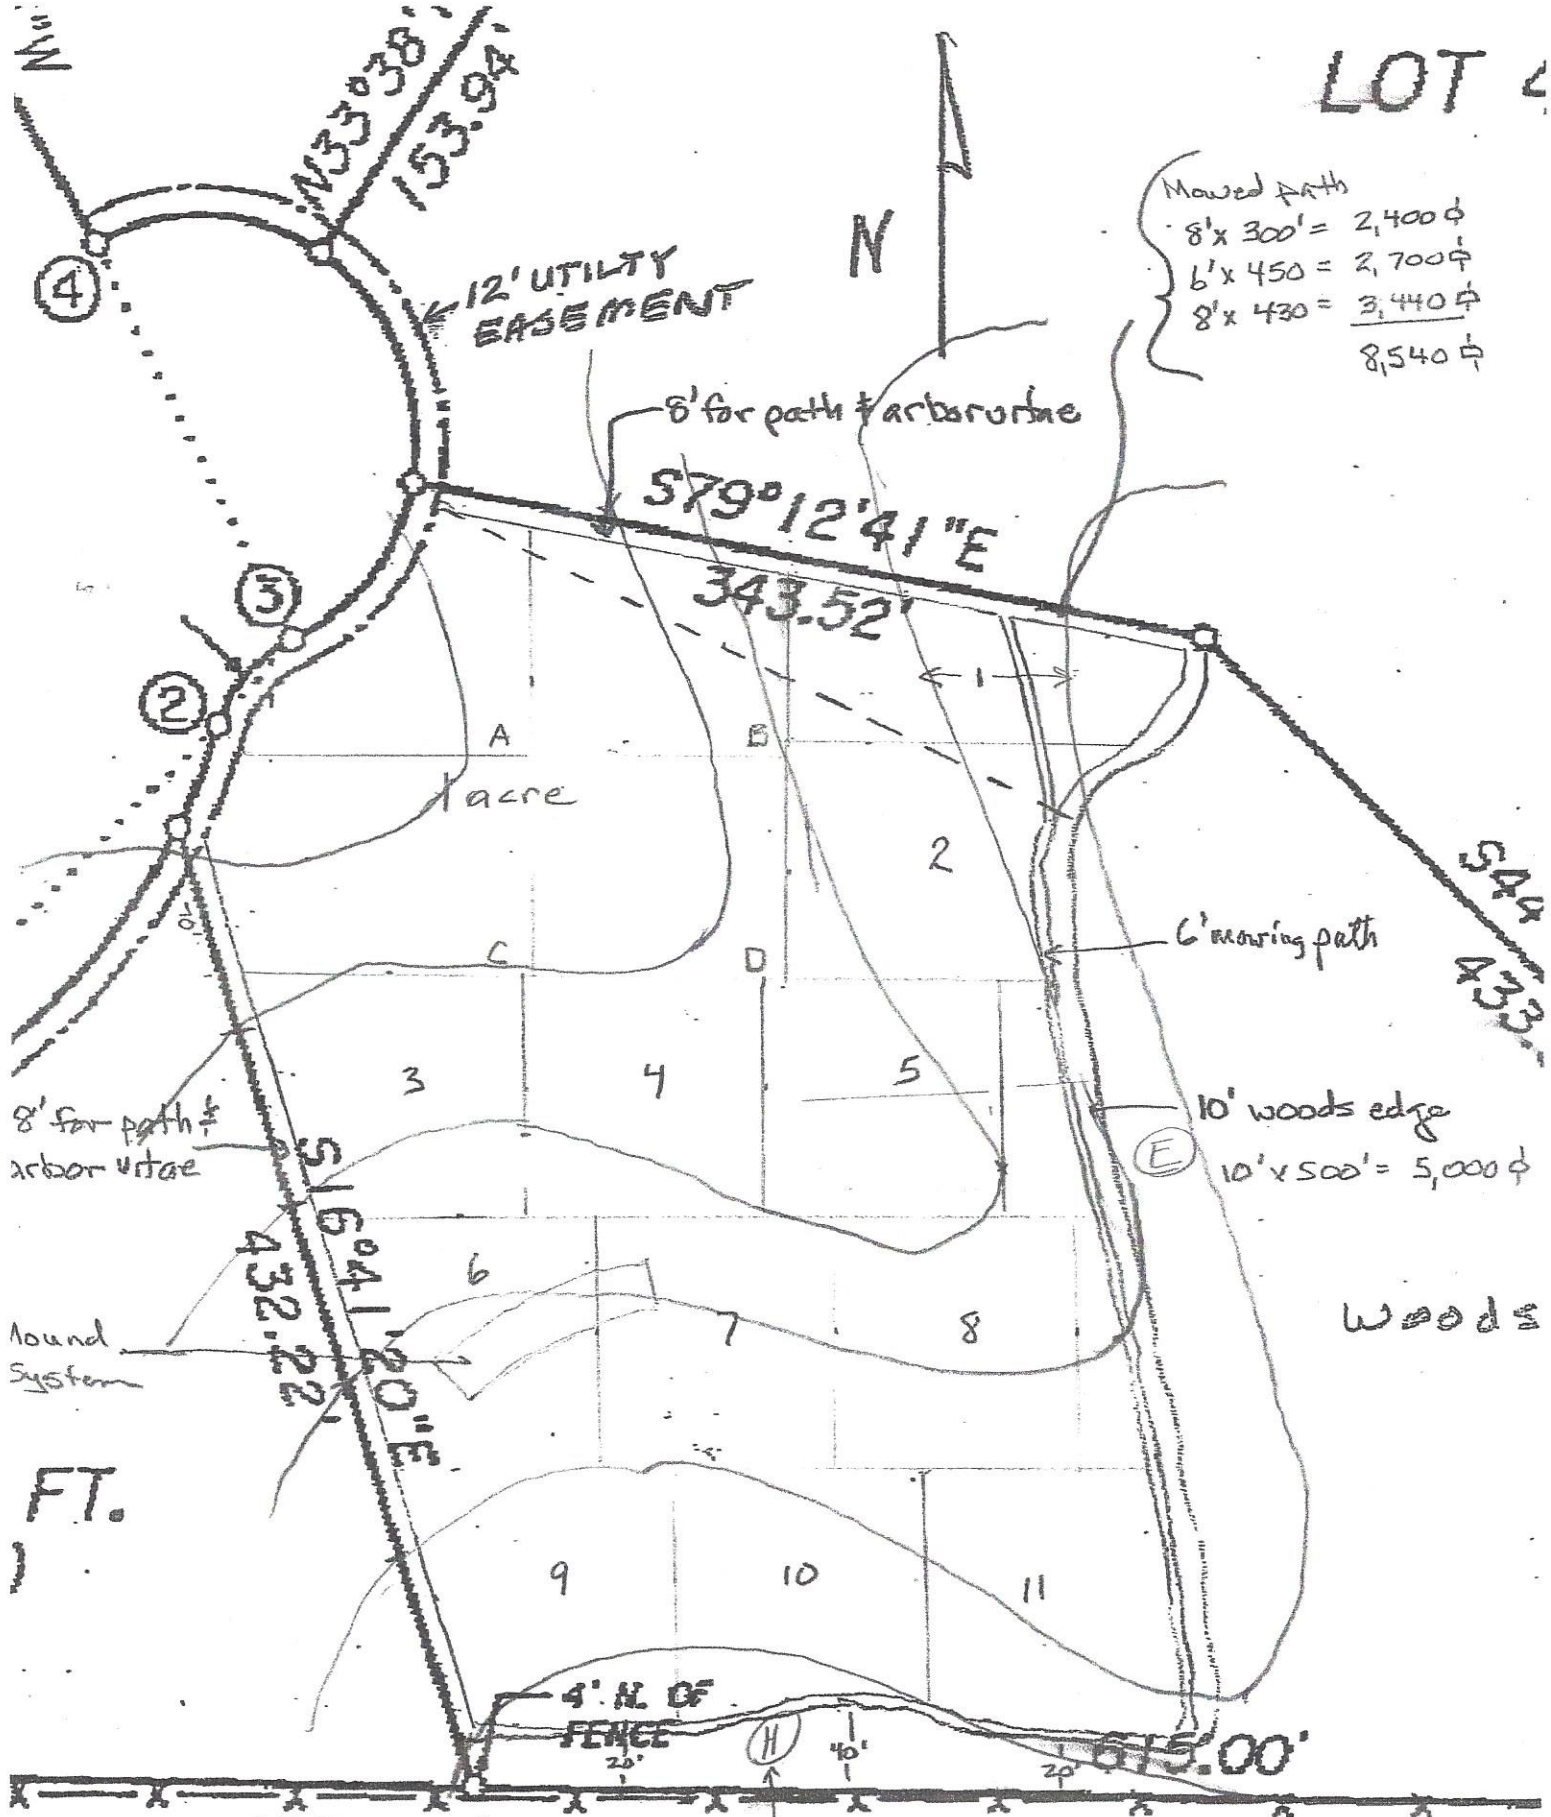 N33°38'
153.94'
LOT
Mowed path
8'x 300' = 2,400 ⌀
6'x 450 = 2,700 ⌀
8'x 430 = 3,440 ⌀
8,540 ⌀
N
4
12' UTILTY
EASEMENT
8' for path & arborvitae
S79°12'41"E
343.52'
3
2
1
A
B
1 acre
2
54
433.
6' mowing path
C
D
3
4
5
8' for path &
arbor vitae
10' woods edge
E
10' x 500' = 5,000 ⌀
S16°41'20"E
432.22'
6
7
8
Mound
System
Woods
FT.
9
10
11
4' N. OF
FENCE
H
20'
40'
20'
615.00'